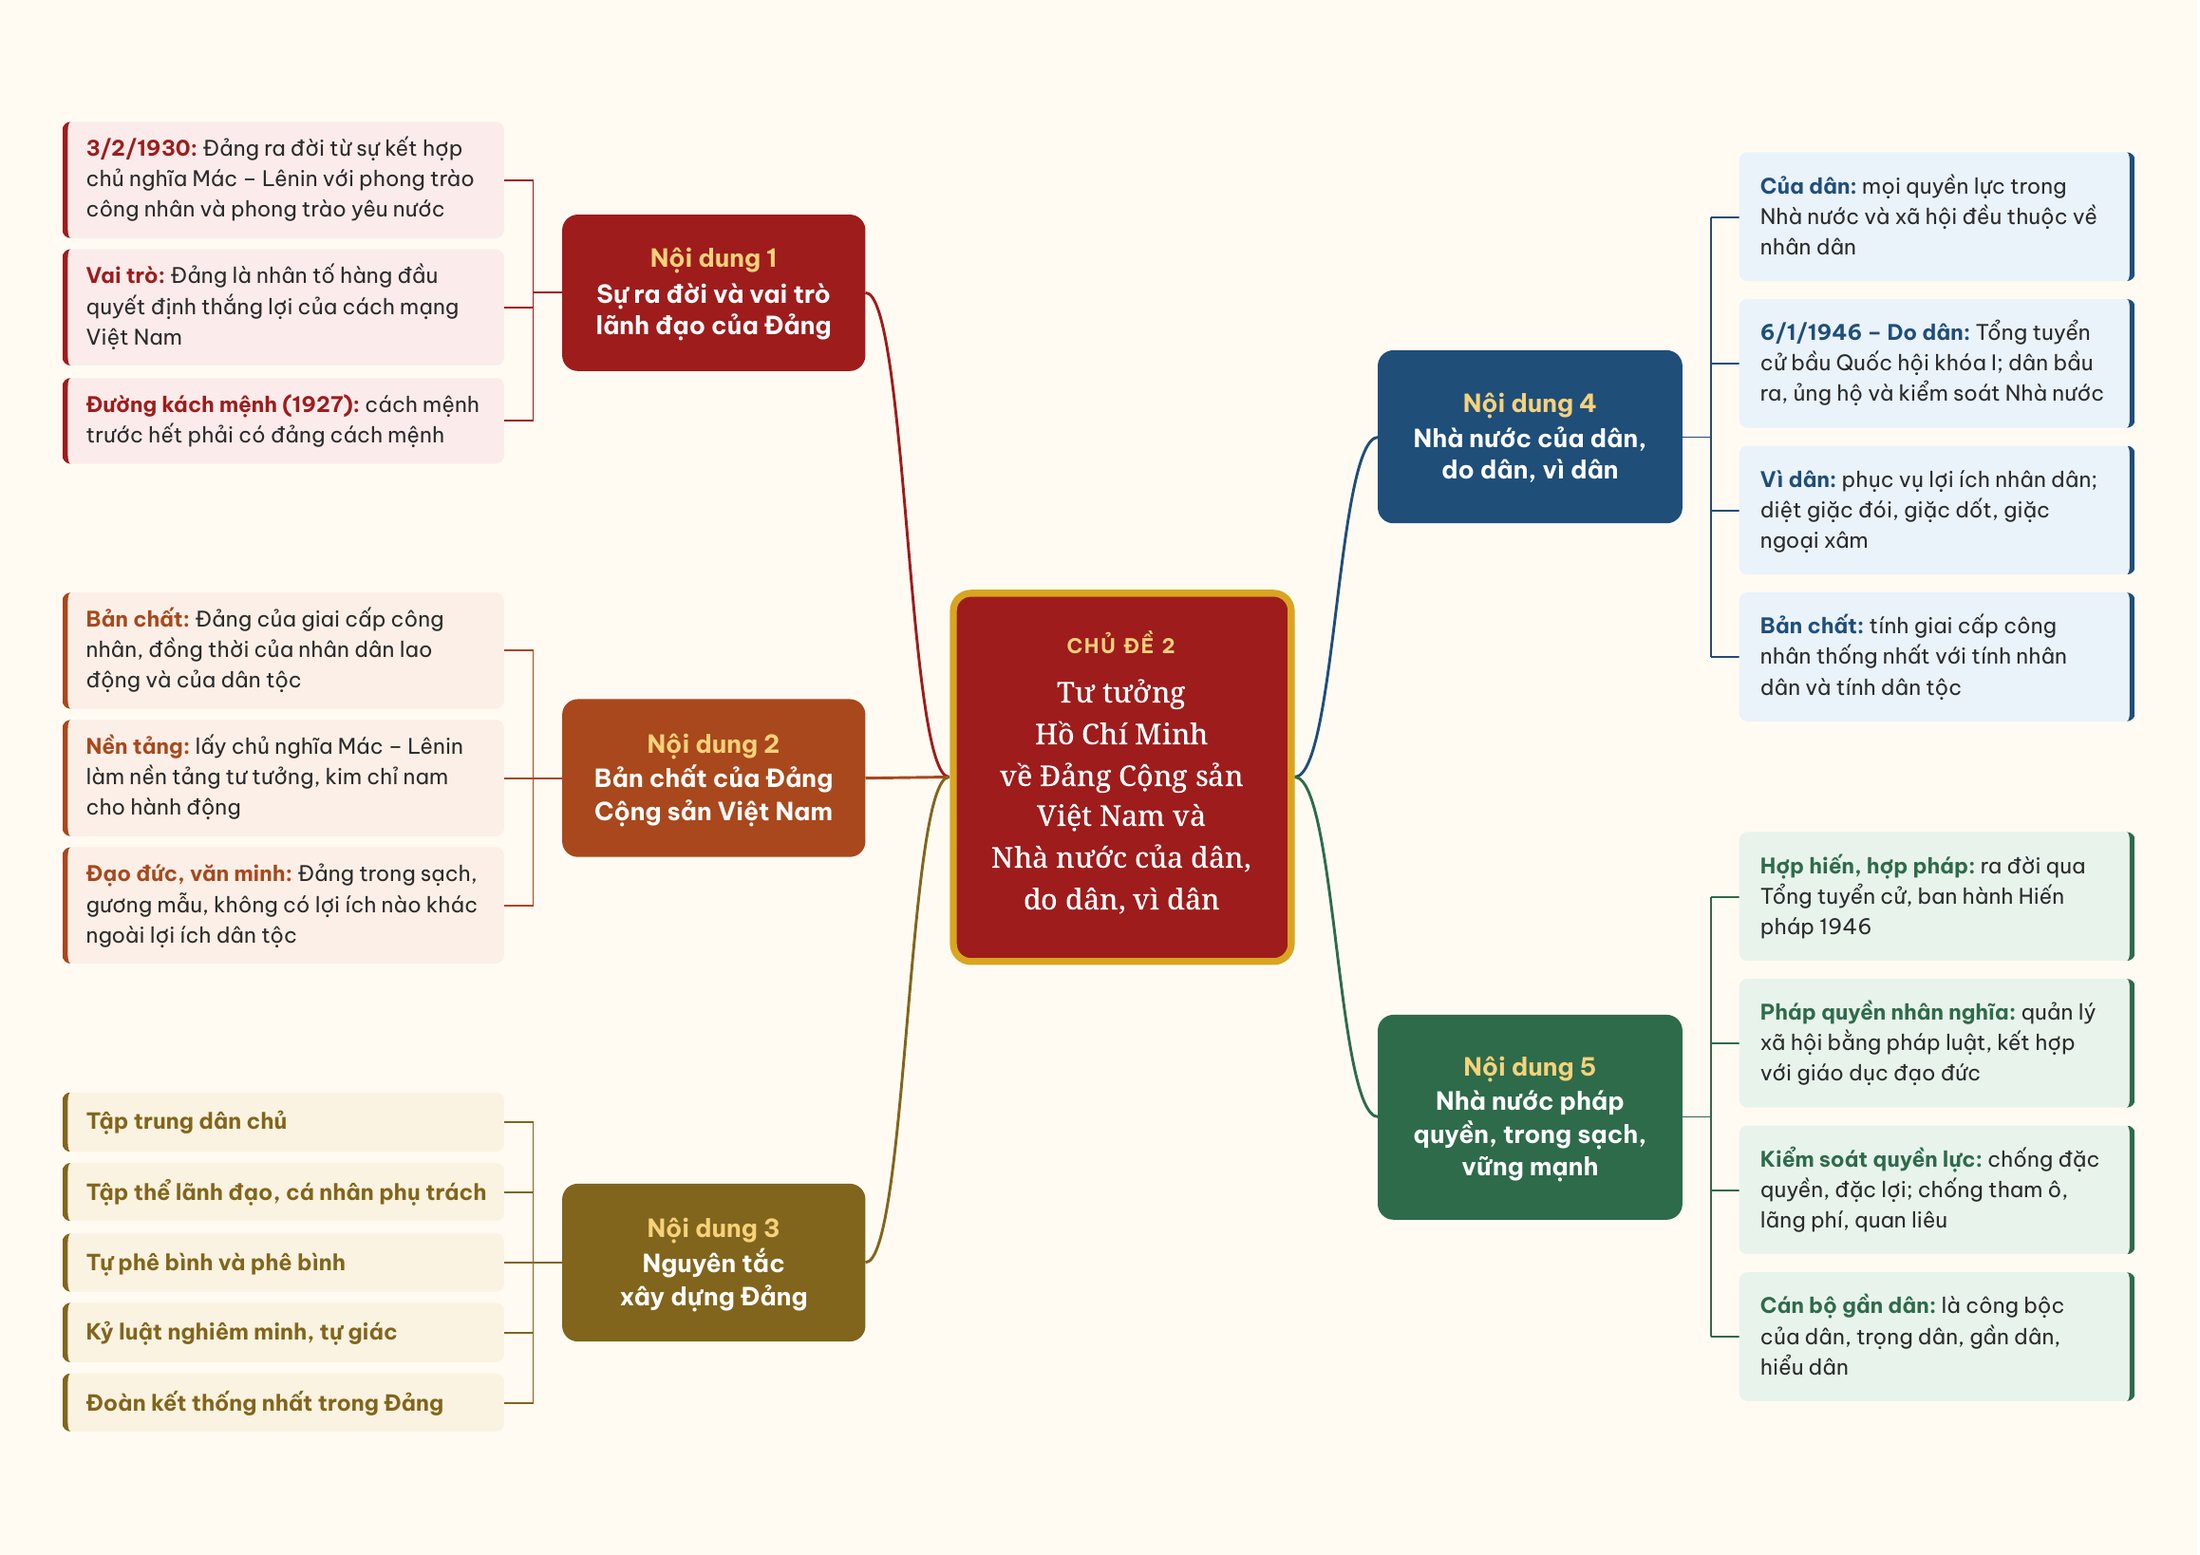 3/2/1930: Đảng ra đời từ sự kết hợp
chủ nghĩa Mác – Lênin với phong trào
công nhân và phong trào yêu nước
Vai trò: Đảng là nhân tố hàng đầu
quyết định thắng lợi của cách mạng
Việt Nam
Đường kách mệnh (1927): cách mệnh
trước hết phải có đảng cách mệnh
Nội dung 1
Sự ra đời và vai trò
lãnh đạo của Đảng
Bản chất: Đảng của giai cấp công
nhân, đồng thời của nhân dân lao
động và của dân tộc
Nền tảng: lấy chủ nghĩa Mác – Lênin
làm nền tảng tư tưởng, kim chỉ nam
cho hành động
Đạo đức, văn minh: Đảng trong sạch,
gương mẫu, không có lợi ích nào khác
ngoài lợi ích dân tộc
Nội dung 2
Bản chất của Đảng
Cộng sản Việt Nam
Tập trung dân chủ
Tập thể lãnh đạo, cá nhân phụ trách
Tự phê bình và phê bình
Kỷ luật nghiêm minh, tự giác
Đoàn kết thống nhất trong Đảng
Nội dung 3
Nguyên tắc
xây dựng Đảng
CHỦ ĐỀ 2
Tư tưởng
Hồ Chí Minh
về Đảng Cộng sản
Việt Nam và
Nhà nước của dân,
do dân, vì dân
Nội dung 4
Nhà nước của dân,
do dân, vì dân
Của dân: mọi quyền lực trong
Nhà nước và xã hội đều thuộc về
nhân dân
6/1/1946 – Do dân: Tổng tuyển
cử bầu Quốc hội khóa I; dân bầu
ra, ủng hộ và kiểm soát Nhà nước
Vì dân: phục vụ lợi ích nhân dân;
diệt giặc đói, giặc dốt, giặc
ngoại xâm
Bản chất: tính giai cấp công
nhân thống nhất với tính nhân
dân và tính dân tộc
Nội dung 5
Nhà nước pháp
quyền, trong sạch,
vững mạnh
Hợp hiến, hợp pháp: ra đời qua
Tổng tuyển cử, ban hành Hiến
pháp 1946
Pháp quyền nhân nghĩa: quản lý
xã hội bằng pháp luật, kết hợp
với giáo dục đạo đức
Kiểm soát quyền lực: chống đặc
quyền, đặc lợi; chống tham ô,
lãng phí, quan liêu
Cán bộ gần dân: là công bộc
của dân, trọng dân, gần dân,
hiểu dân